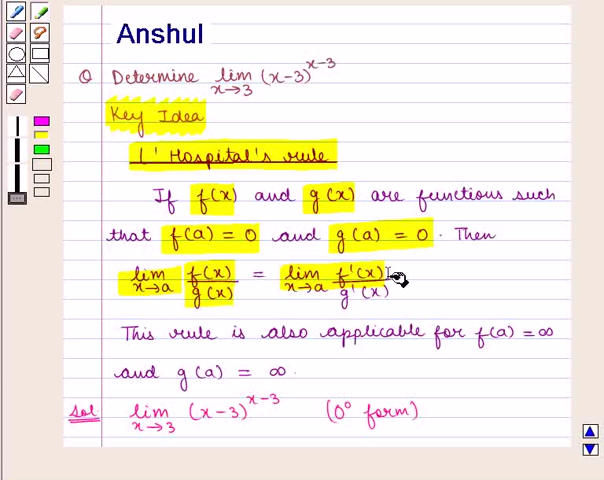 Anshul
Q Determine lim x→3 (x-3)^x-3
Key Idea
L' Hospital's rule
If f(x) and g(x) are functions such
that f(a) = 0 and g(a) = 0. Then
lim x→a f(x)/g(x) = lim x→a f'(x)/g'(x)
This rule is also applicable for f(a) = ∞
and g(a) = ∞.
Sol lim x→3 (x-3)^x-3 (0° form)